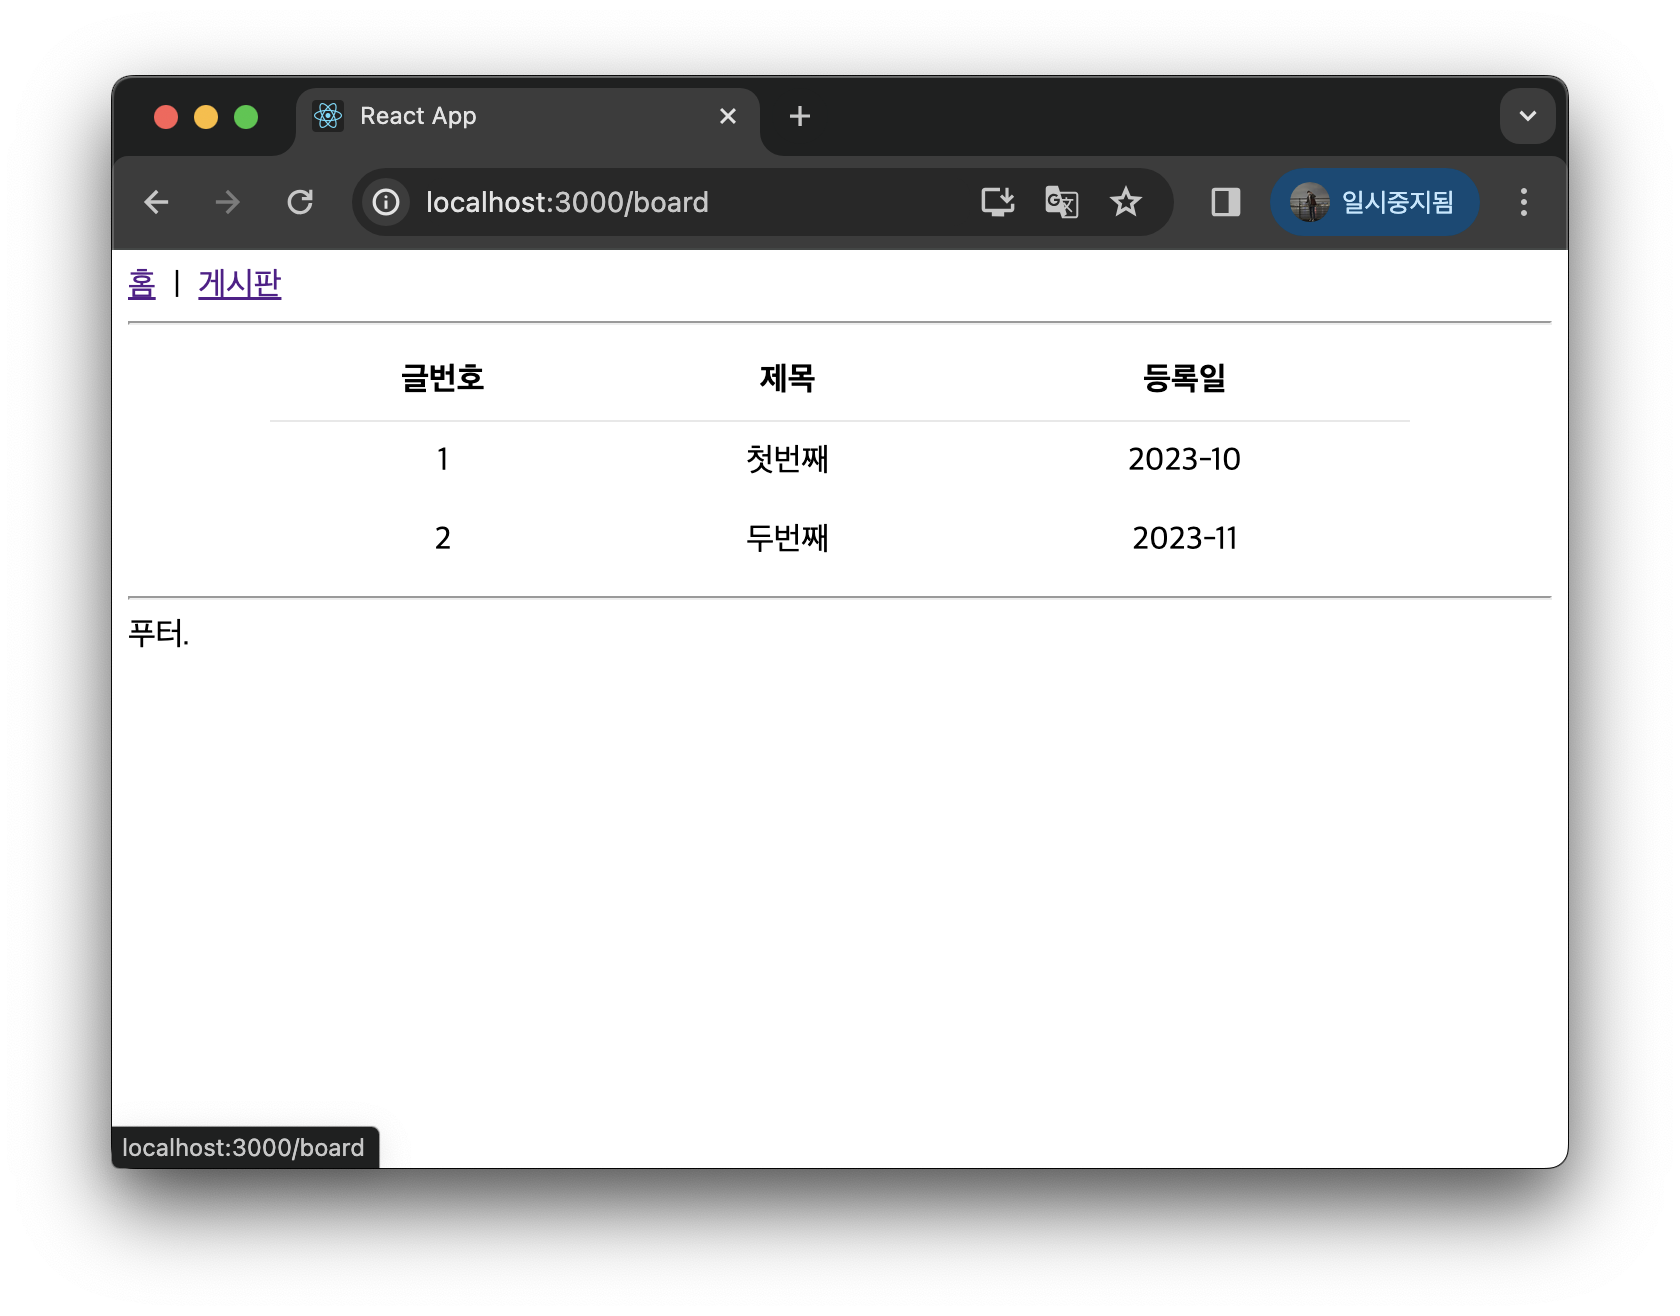 React App
localhost:3000/board
일시중지됨
홈 | 게시판
글번호 제목 등록일
1 첫번째 2023-10
2 두번째 2023-11
푸터.
localhost:3000/board